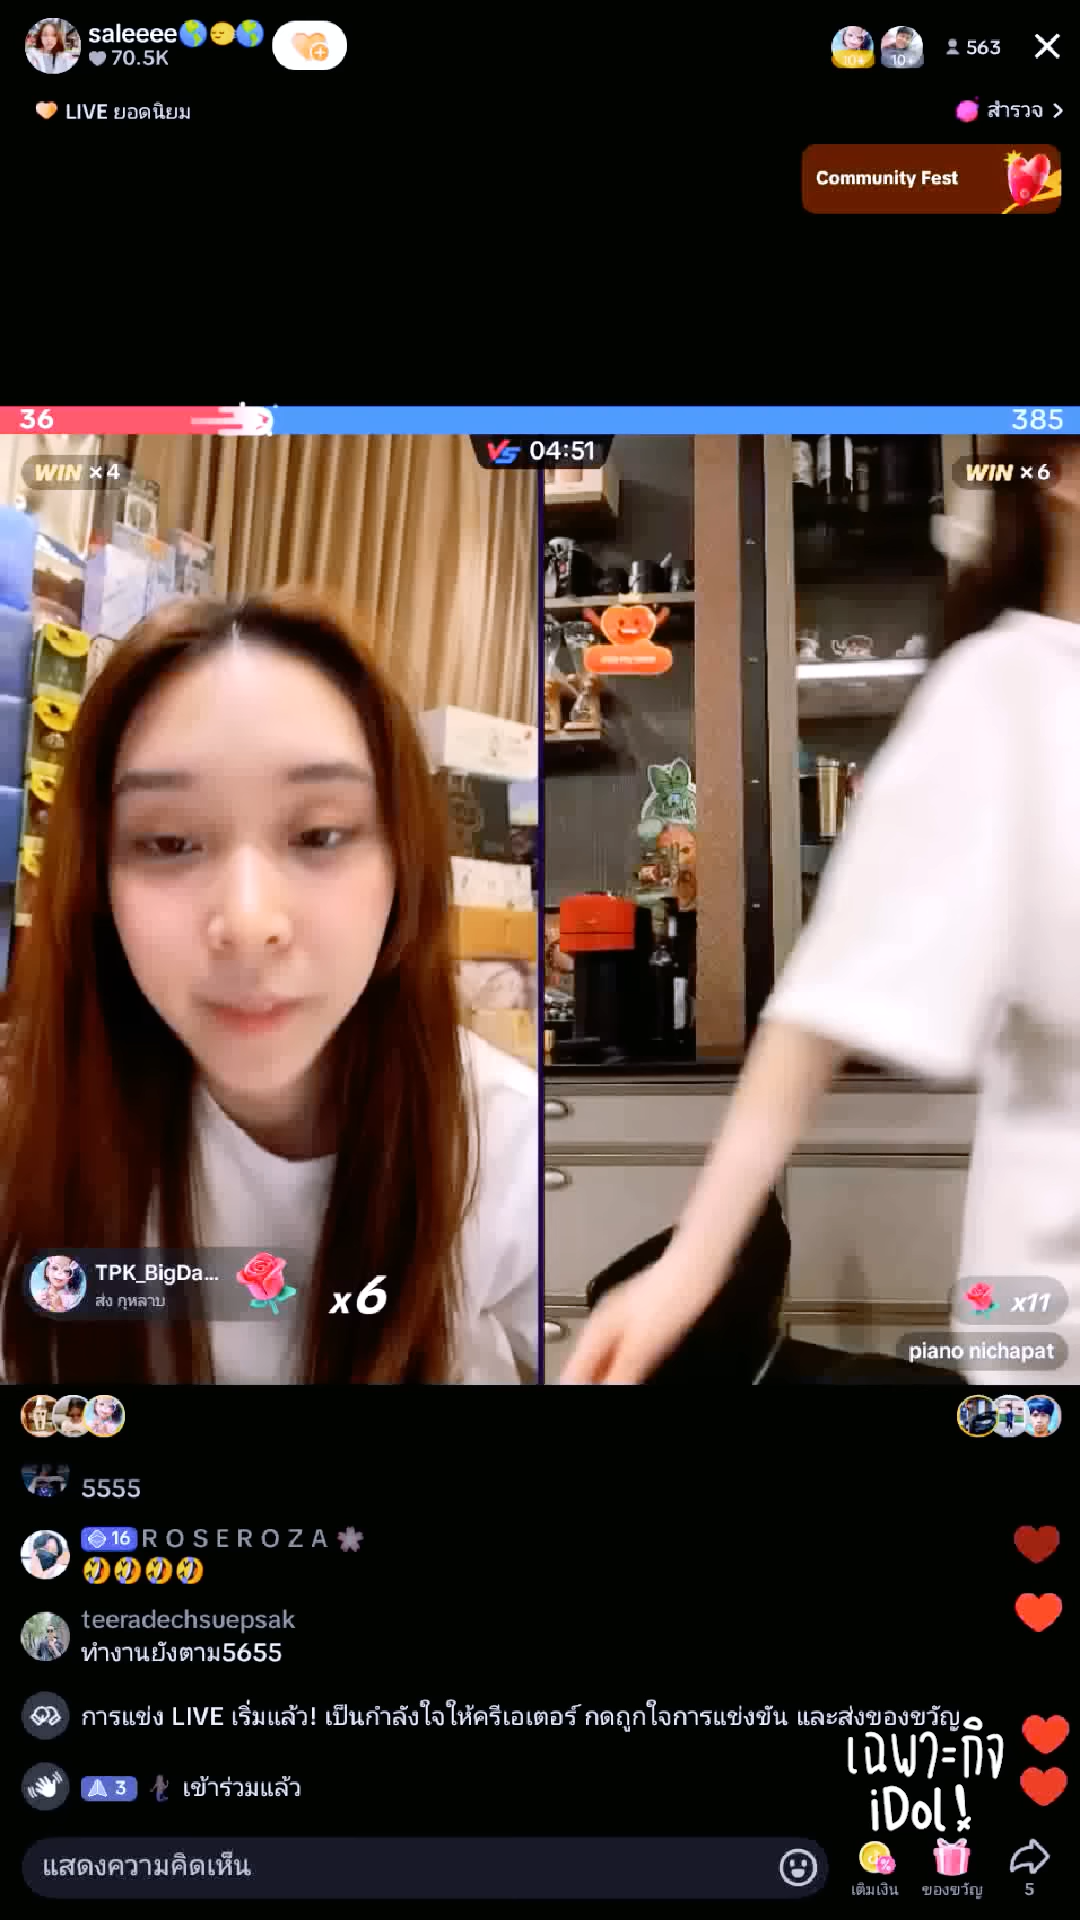 saleeee🌎😴🌎
70.5K
10+
10+
563
LIVE ยอดนิยม
สำรวจ
Community Fest
36
385
VS 04:51
WIN ×4
WIN ×6
TPK_BigDa...
ส่ง กุหลาบ
x6
x11
piano nichapat
5555
16 R O S E R O Z A
🤣🤣🤣🤣
teeradechsuepsak
ทำงานยังตาม5655
การแข่ง LIVE เริ่มแล้ว! เป็นกำลังใจให้ครีเอเตอร์ กดถูกใจการแข่งขัน และส่งของขวัญ
เฉพาะกิจ
iDol!
3 เข้าร่วมแล้ว
แสดงความคิดเห็น
เติมเงิน
ของขวัญ
5